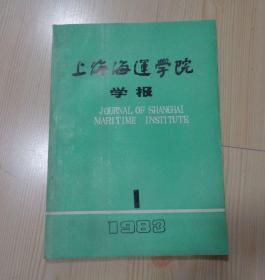 上海海運学院
学报
JOURNAL OF SHANGHAI
MARITIME INSTITUTE
1
1983